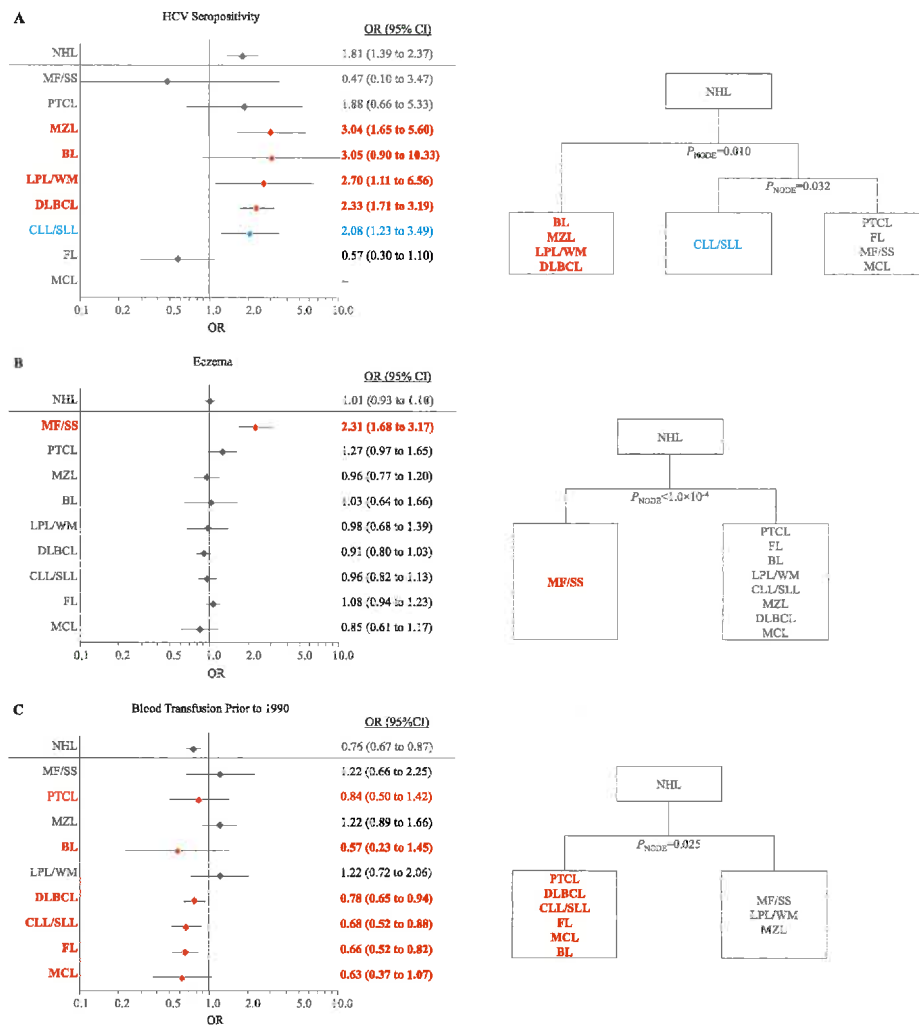 A
HCV Seropositivity
OR (95% CI)
NHL 1.81 (1.39 to 2.37)
MF/SS 0.47 (0.10 to 3.47)
PTCL 1.88 (0.66 to 5.33)
MZL 3.04 (1.65 to 5.60)
BL 3.05 (0.90 to 10.33)
LPL/WM 2.70 (1.11 to 6.56)
DLBCL 2.33 (1.71 to 3.19)
CLL/SLL 2.08 (1.23 to 3.49)
FL 0.57 (0.30 to 1.10)
MCL –
0.1 0.2 0.5 1.0 2.0 5.0 10.0
OR
NHL
PNODE=0.010
PNODE=0.032
BL
MZL
LPL/WM
DLBCL
CLL/SLL
PTCL
FL
MF/SS
MCL
B
Eczema
OR (95% CI)
NHL 1.01 (0.93 to 1.10)
MF/SS 2.31 (1.68 to 3.17)
PTCL 1.27 (0.97 to 1.65)
MZL 0.96 (0.77 to 1.20)
BL 1.03 (0.64 to 1.66)
LPL/WM 0.98 (0.68 to 1.39)
DLBCL 0.91 (0.80 to 1.03)
CLL/SLL 0.96 (0.82 to 1.13)
FL 1.08 (0.94 to 1.23)
MCL 0.85 (0.61 to 1.17)
0.1 0.2 0.5 1.0 2.0 5.0 10.0
OR
NHL
PNODE<1.0×10⁻⁴
MF/SS
PTCL
FL
BL
LPL/WM
CLL/SLL
MZL
DLBCL
MCL
C
Blood Transfusion Prior to 1990
OR (95%CI)
NHL 0.76 (0.67 to 0.87)
MF/SS 1.22 (0.66 to 2.25)
PTCL 0.84 (0.50 to 1.42)
MZL 1.22 (0.89 to 1.66)
BL 0.57 (0.23 to 1.45)
LPL/WM 1.22 (0.72 to 2.06)
DLBCL 0.78 (0.65 to 0.94)
CLL/SLL 0.68 (0.52 to 0.88)
FL 0.66 (0.52 to 0.82)
MCL 0.63 (0.37 to 1.07)
0.1 0.2 0.5 1.0 2.0 5.0 10.0
OR
NHL
PNODE=0.025
PTCL
DLBCL
CLL/SLL
FL
MCL
BL
MF/SS
LPL/WM
MZL